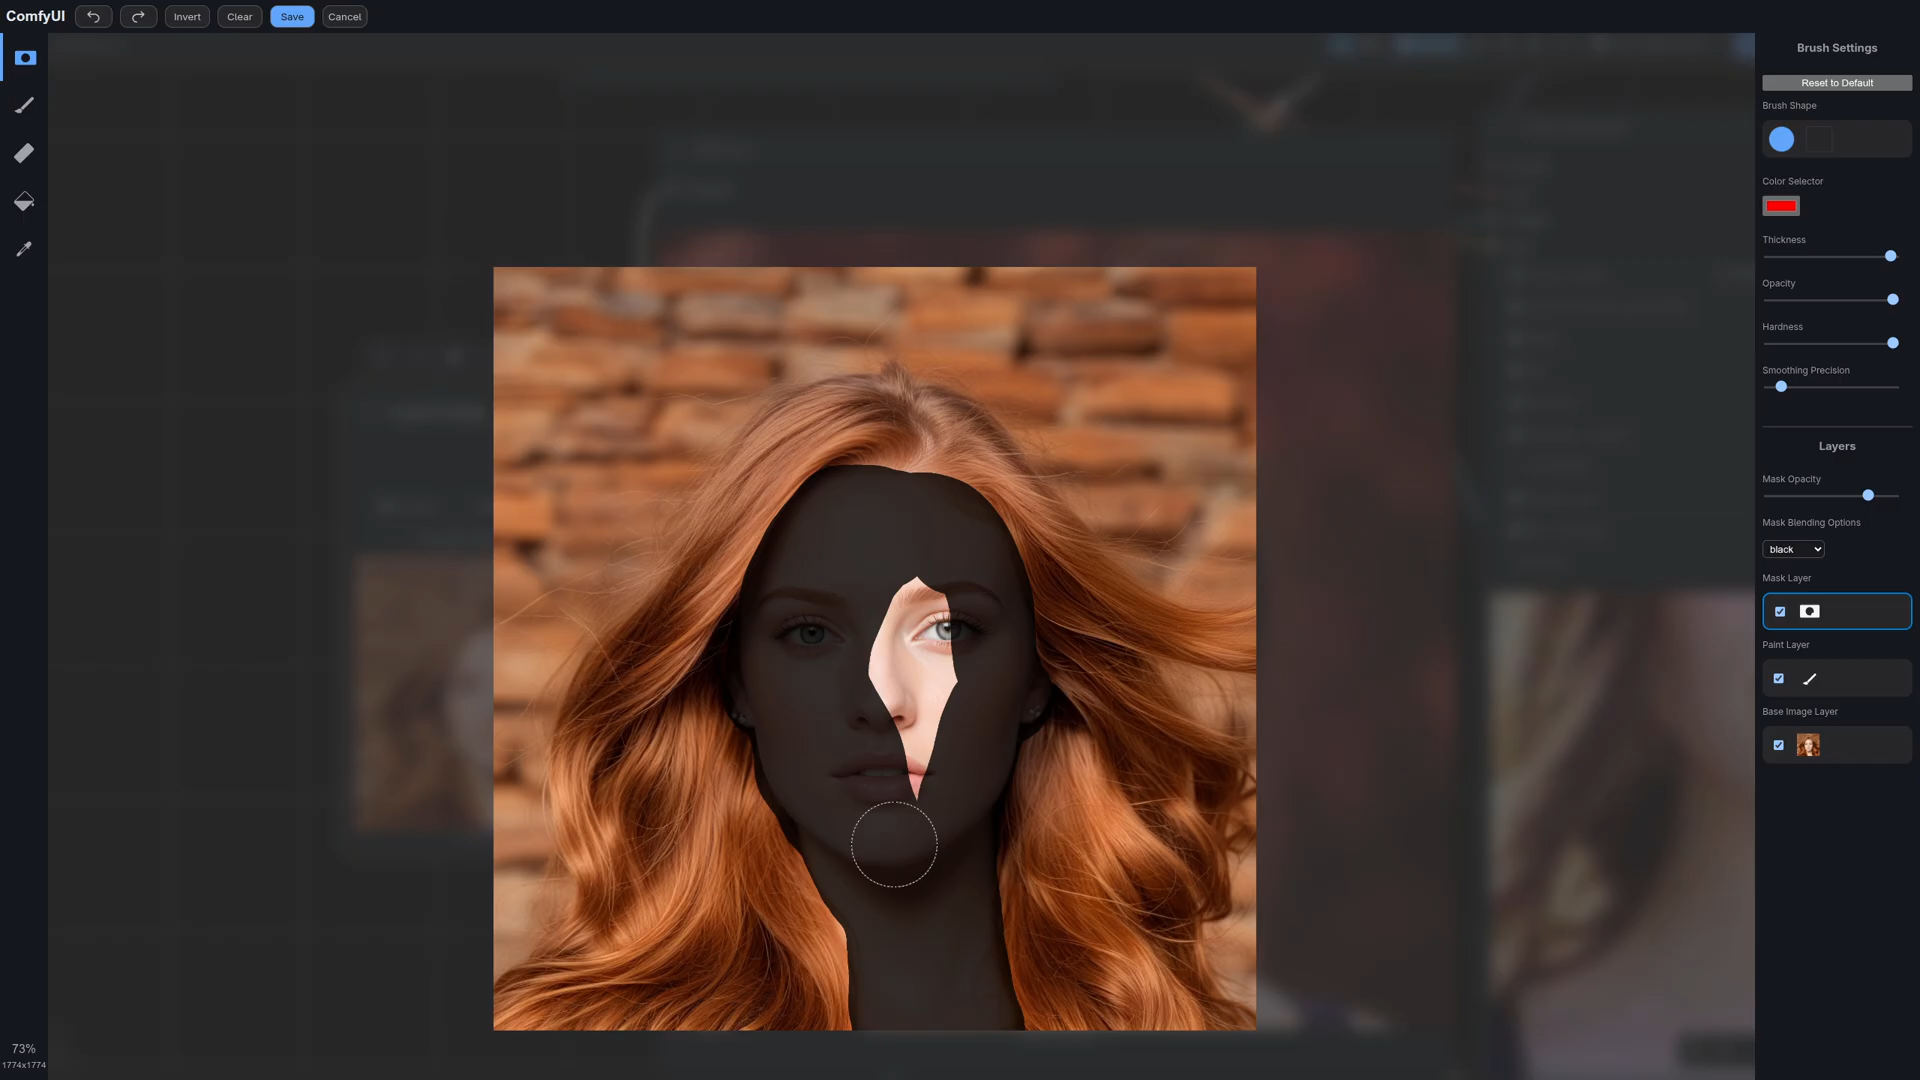 ComfyUI
Invert
Clear
Save
Cancel
Brush Settings
Reset to Default
Brush Shape
Color Selector
Thickness
Opacity
Hardness
Smoothing Precision
Layers
Mask Opacity
Mask Blending Options
black
Mask Layer
Paint Layer
Base Image Layer
73%
1774x1774